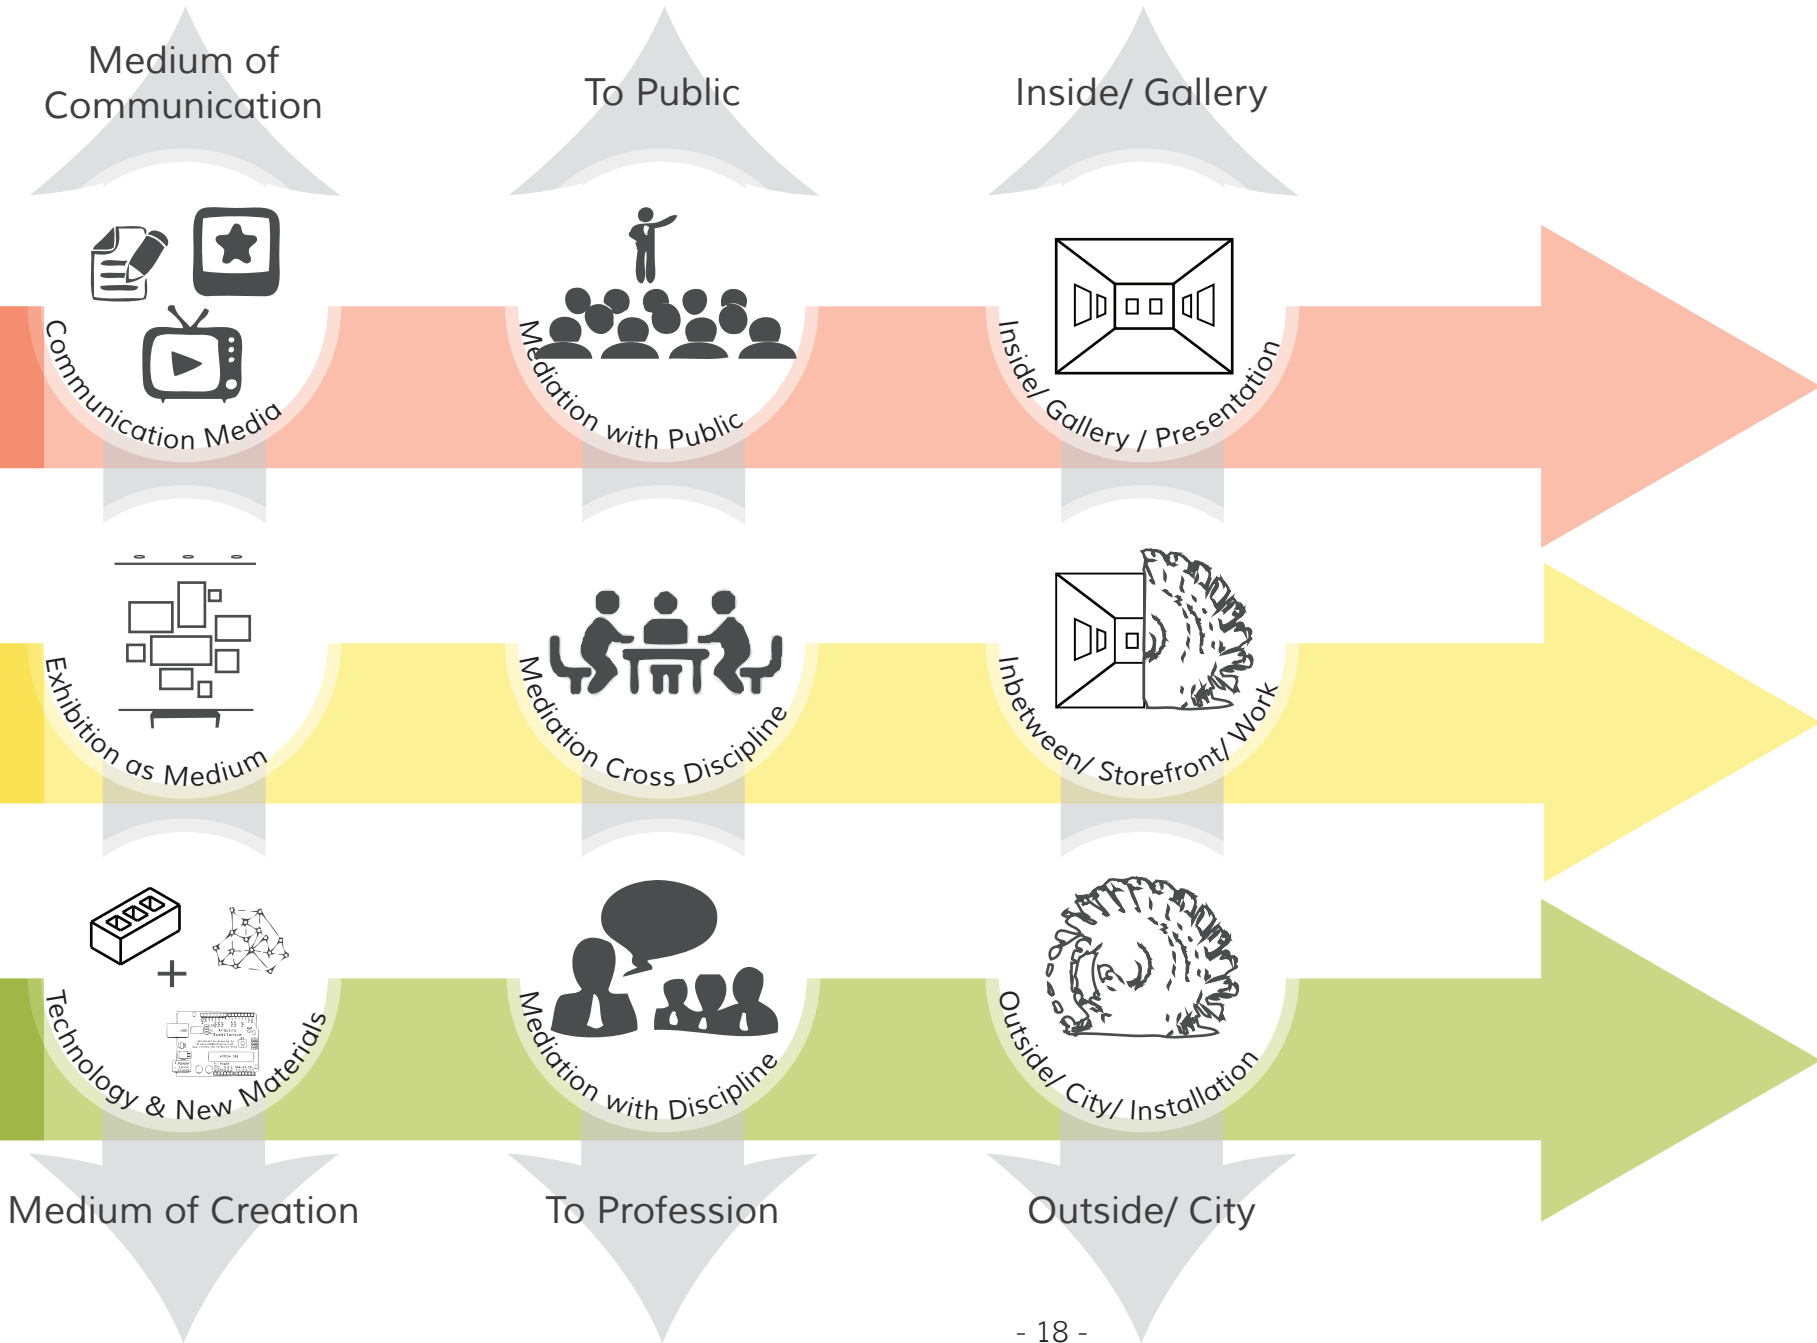 Medium of
Communication
To Public
Inside/ Gallery
Communication Media
Mediation with Public
Inside/ Gallery / Presentation
Exhibition as Medium
Mediation Cross Discipline
Inbetween/ Storefront/ Work
Technology & New Materials
Mediation with Discipline
Outside/ City/ Installation
Medium of Creation
To Profession
Outside/ City
- 18 -